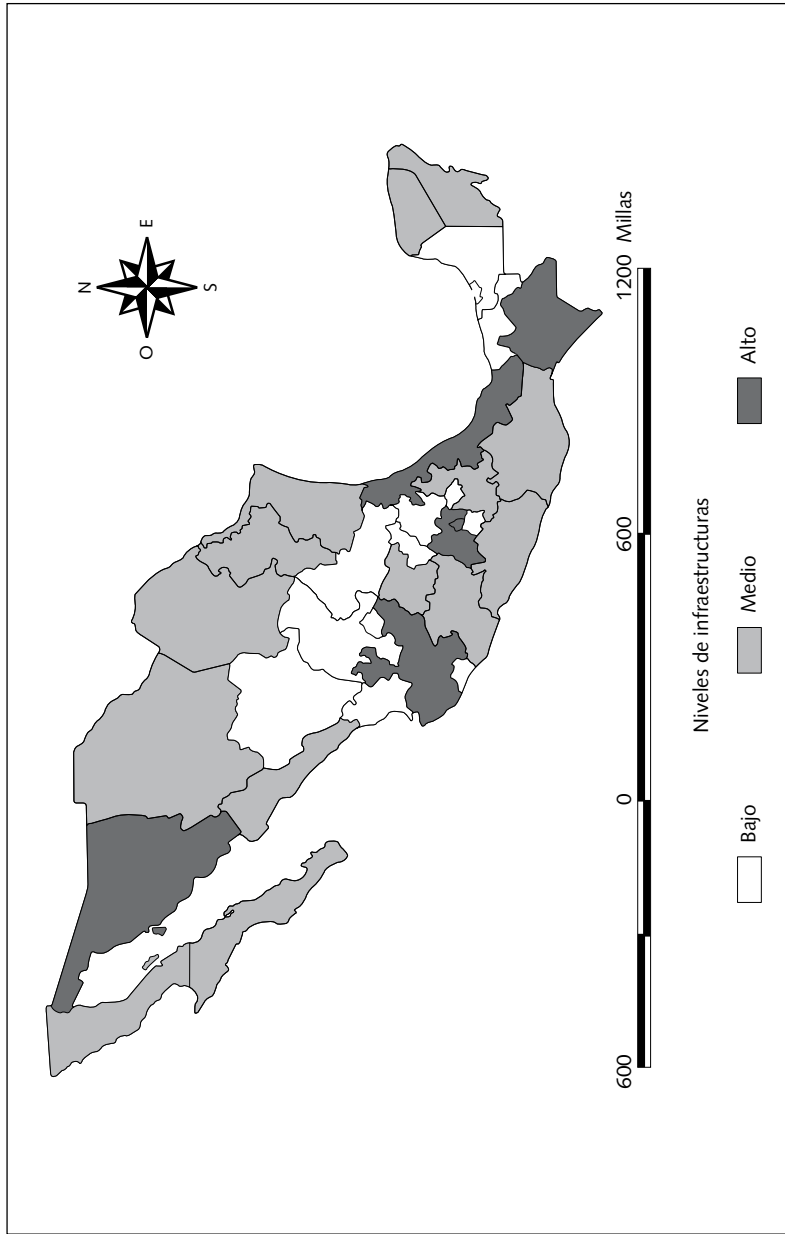 N
O
E
S
600
0
600
1200 Millas
Niveles de infraestructuras
Bajo
Medio
Alto